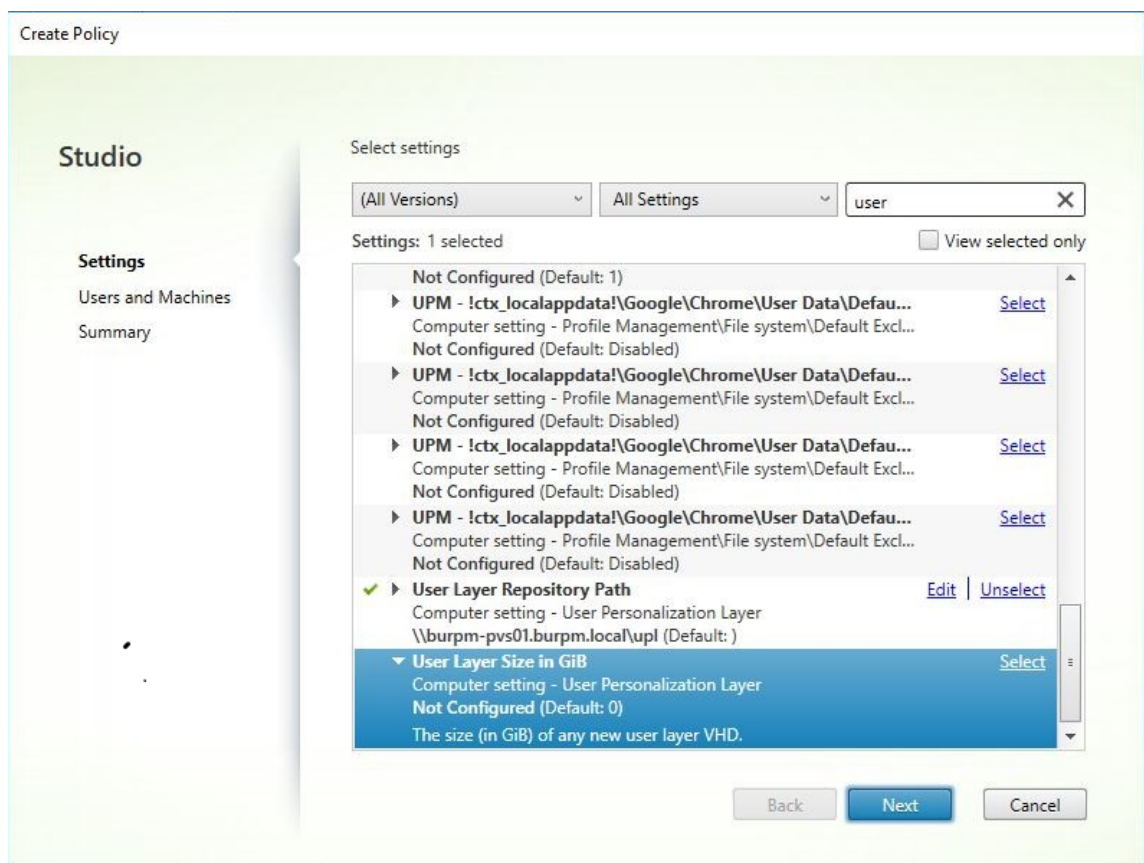 Create Policy
Studio
Settings
Users and Machines
Summary
Select settings
(All Versions) All Settings user
Settings: 1 selected View selected only
Not Configured (Default: 1)
UPM - !ctx_localappdata!\Google\Chrome\User Data\Defau... Select
Computer setting - Profile Management\File system\Default Excl...
Not Configured (Default: Disabled)
UPM - !ctx_localappdata!\Google\Chrome\User Data\Defau... Select
Computer setting - Profile Management\File system\Default Excl...
Not Configured (Default: Disabled)
UPM - !ctx_localappdata!\Google\Chrome\User Data\Defau... Select
Computer setting - Profile Management\File system\Default Excl...
Not Configured (Default: Disabled)
UPM - !ctx_localappdata!\Google\Chrome\User Data\Defau... Select
Computer setting - Profile Management\File system\Default Excl...
Not Configured (Default: Disabled)
User Layer Repository Path Edit | Unselect
Computer setting - User Personalization Layer
\\burpm-pvs01.burpm.local\upl (Default: )
User Layer Size in GiB Select
Computer setting - User Personalization Layer
Not Configured (Default: 0)
The size (in GiB) of any new user layer VHD.
Back Next Cancel